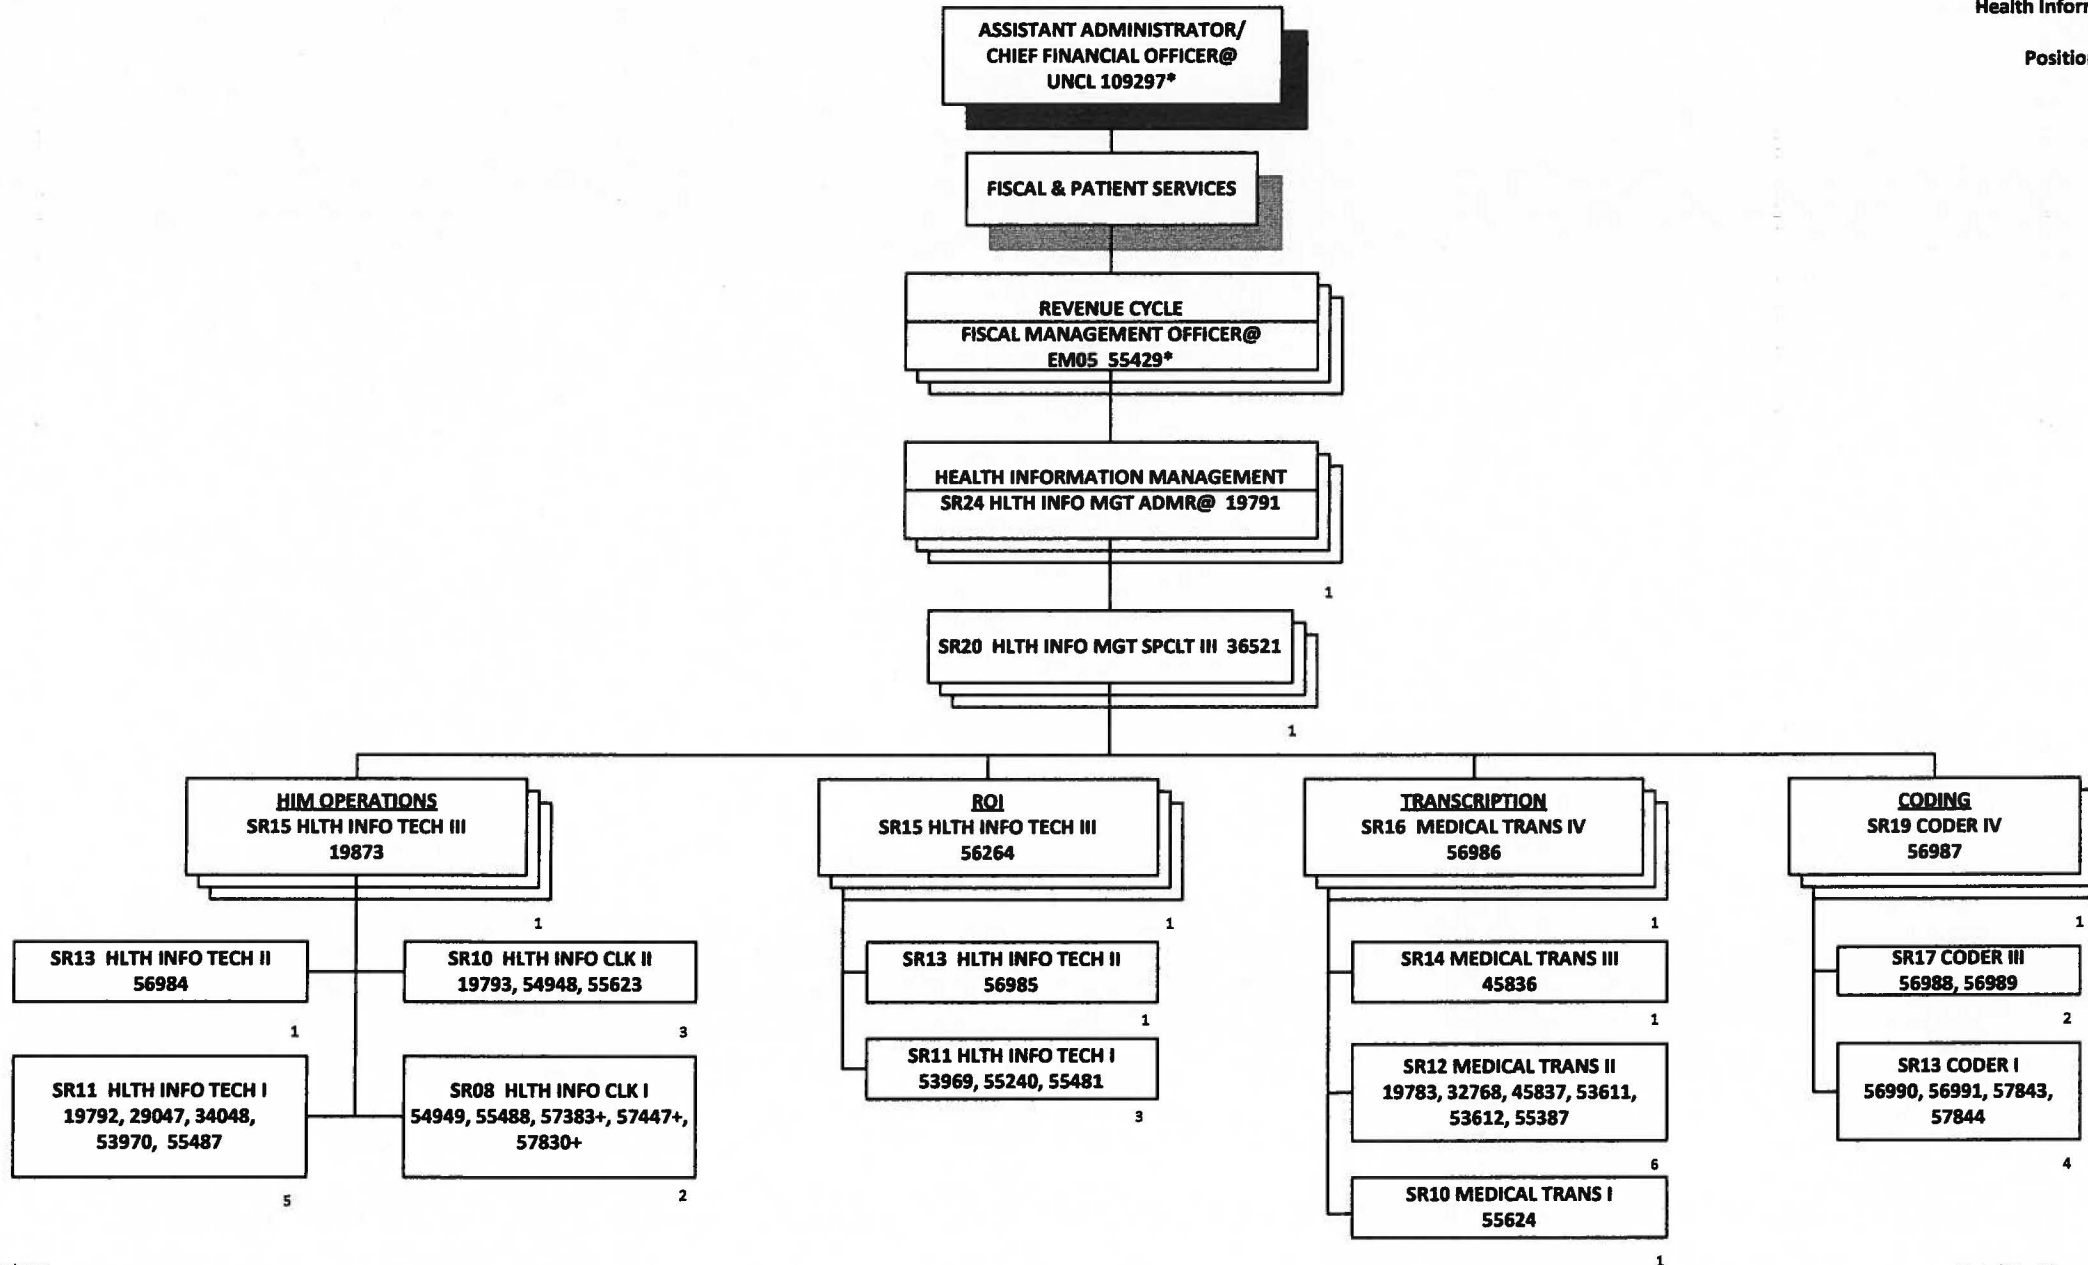 Health Inform
Position
ASSISTANT ADMINISTRATOR/
CHIEF FINANCIAL OFFICER@
UNCL 109297*
FISCAL & PATIENT SERVICES
REVENUE CYCLE
FISCAL MANAGEMENT OFFICER@
EM05 55429*
HEALTH INFORMATION MANAGEMENT
SR24 HLTH INFO MGT ADMR@ 19791
1
SR20 HLTH INFO MGT SPCLT III 36521
1
HIM OPERATIONS
SR15 HLTH INFO TECH III
19873
1
SR13 HLTH INFO TECH II
56984
1
SR10 HLTH INFO CLK II
19793, 54948, 55623
3
SR11 HLTH INFO TECH I
19792, 29047, 34048,
53970, 55487
5
SR08 HLTH INFO CLK I
54949, 55488, 57383+, 57447+,
57830+
2
ROI
SR15 HLTH INFO TECH III
56264
1
SR13 HLTH INFO TECH II
56985
1
SR11 HLTH INFO TECH I
53969, 55240, 55481
3
TRANSCRIPTION
SR16 MEDICAL TRANS IV
56986
1
SR14 MEDICAL TRANS III
45836
1
SR12 MEDICAL TRANS II
19783, 32768, 45837, 53611,
53612, 55387
6
SR10 MEDICAL TRANS I
55624
1
CODING
SR19 CODER IV
56987
1
SR17 CODER III
56988, 56989
2
SR13 CODER I
56990, 56991, 57843,
57844
4